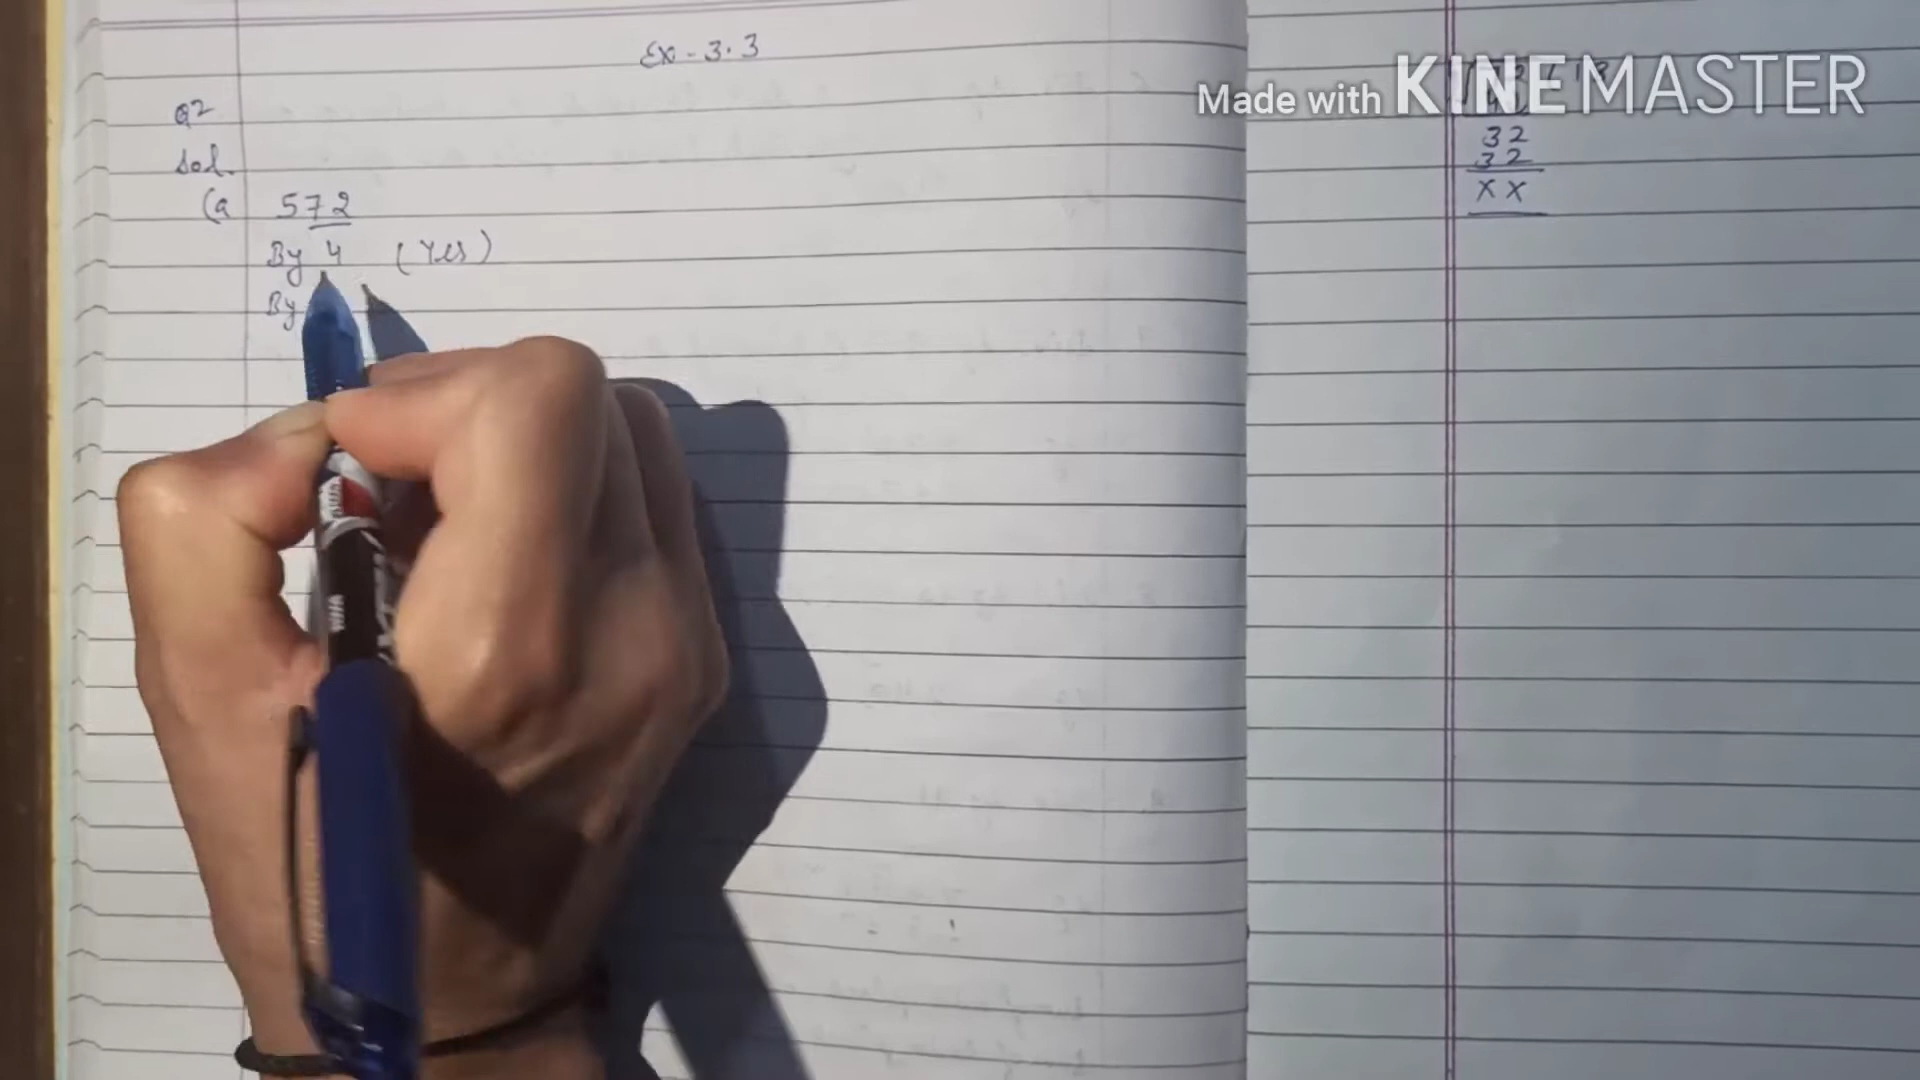 Ex - 3.3
Q2
Sol.
(a 572
By 4 (Yes)
By
Made with KINEMASTER
32
32
x x